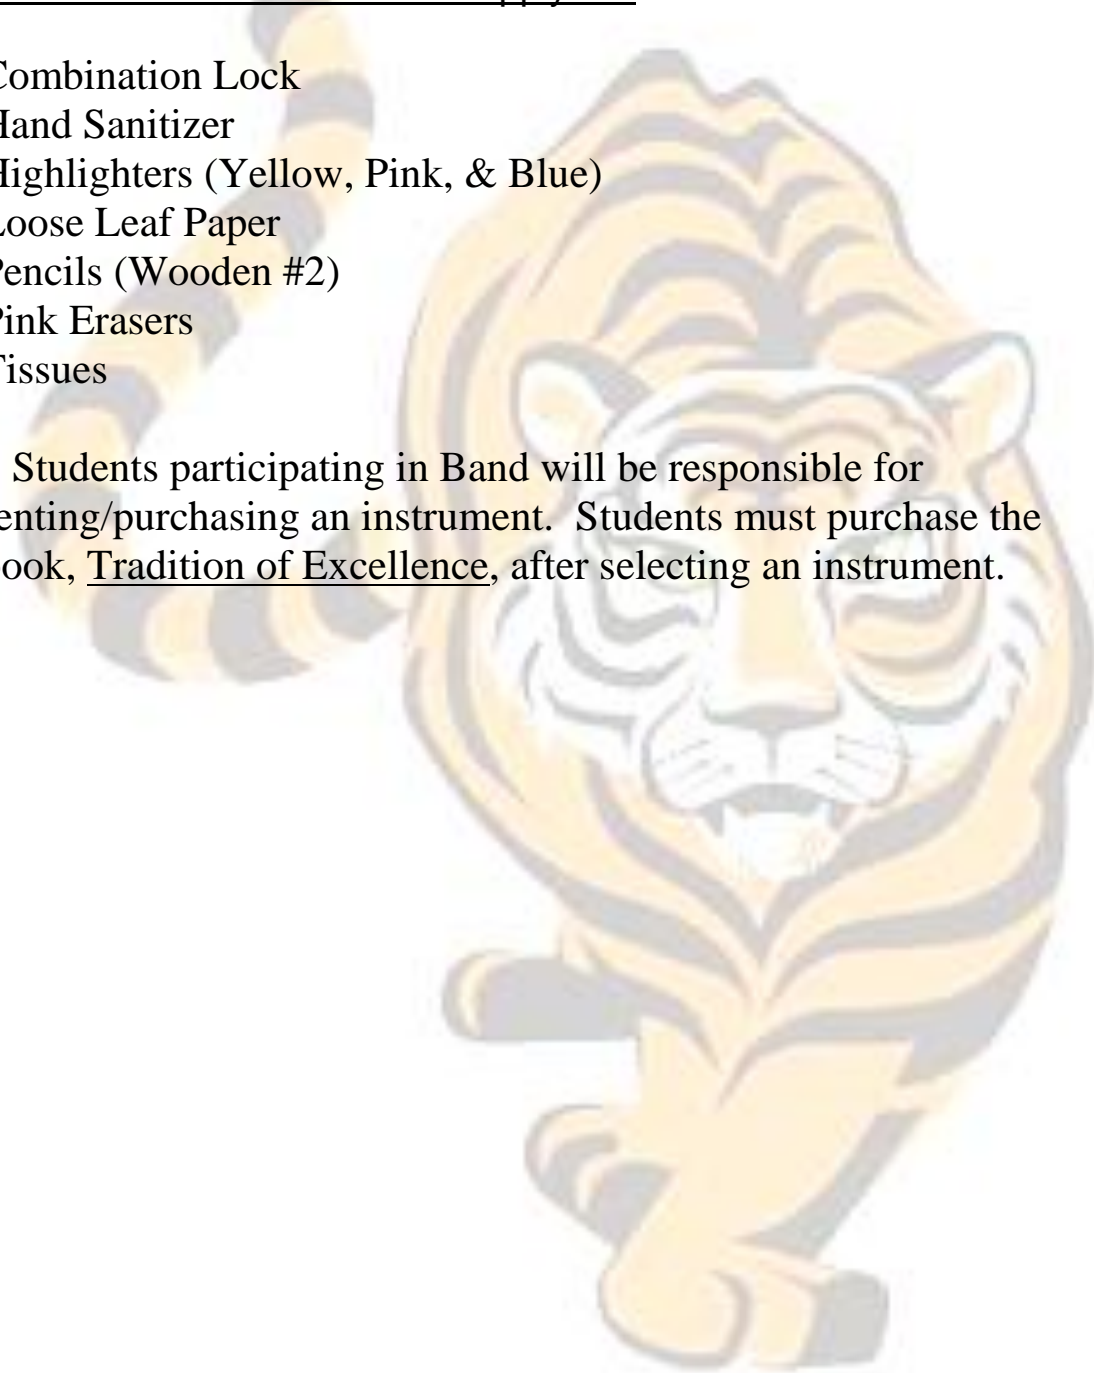 Combination Lock
Hand Sanitizer
Highlighters (Yellow, Pink, & Blue)
Loose Leaf Paper
Pencils (Wooden #2)
Pink Erasers
Tissues
Students participating in Band will be responsible for
enting/purchasing an instrument.  Students must purchase the
book, Tradition of Excellence, after selecting an instrument.